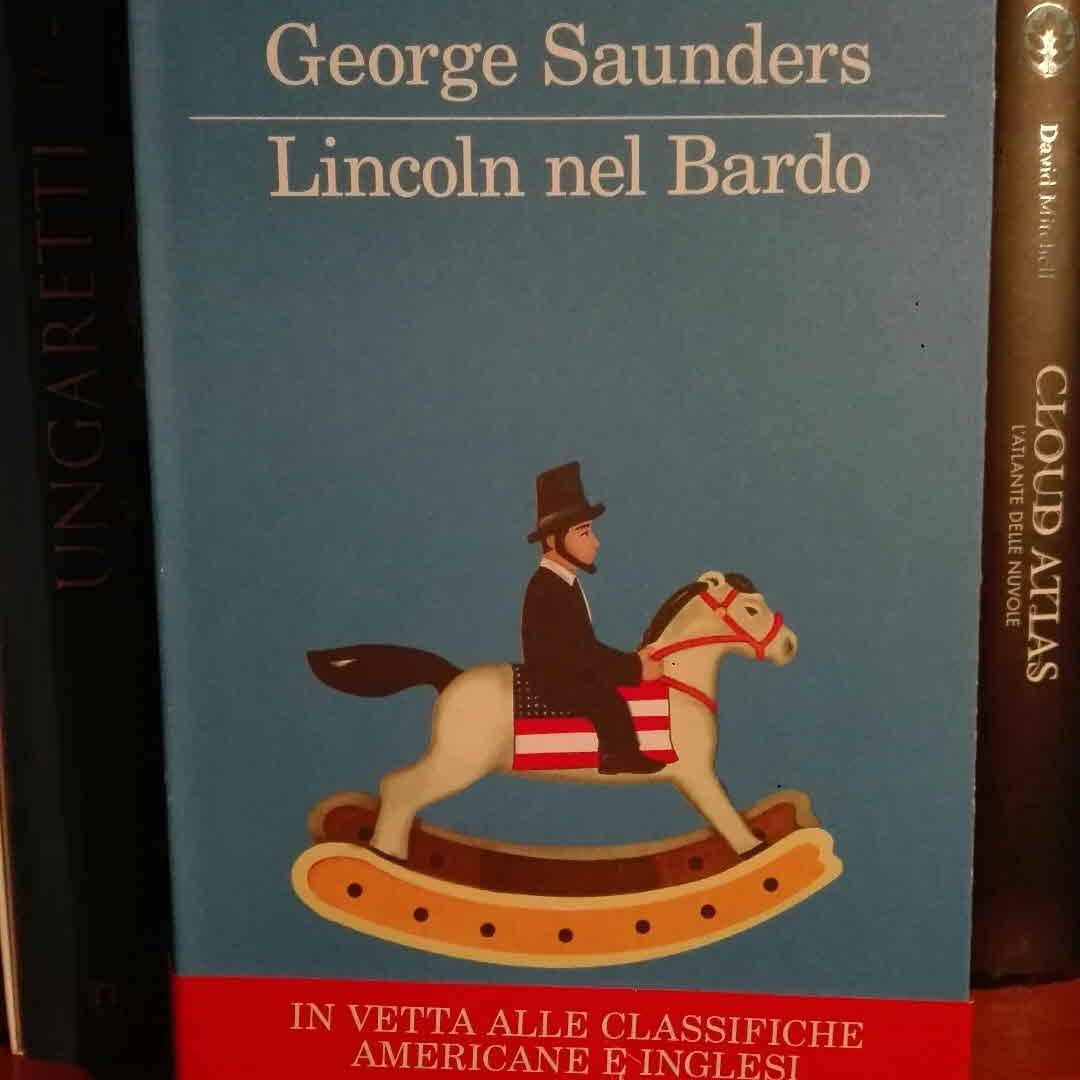 George Saunders
Lincoln nel Bardo
IN VETTA ALLE CLASSIFICHE
AMERICANE E INGLESI
UNGARETTI
David Mitchell
CLOUD ATLAS
L'ATLANTE DELLE NUVOLE